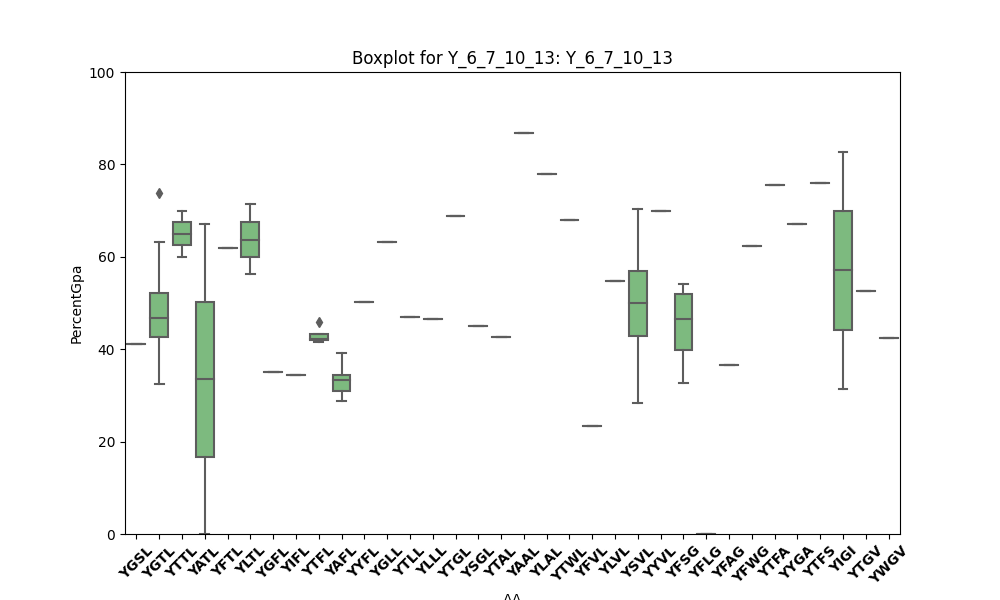 Boxplot for Y_6_7_10_13: Y_6_7_10_13
PercentGpa
100
80
60
40
20
0
YGSL YGTL YTTL YATL YFTL YLTL YGFL YIFL YTFL YAFL YYFL YGLL YTLL YLLL YTGL YSGL YTAL YAAL YLAL YTWL YFVL YLVL YSVL YYVL YFSG YFLG YFAG YFWG YTFA YYGA YTFS YIGI YTGV YWGV
AA